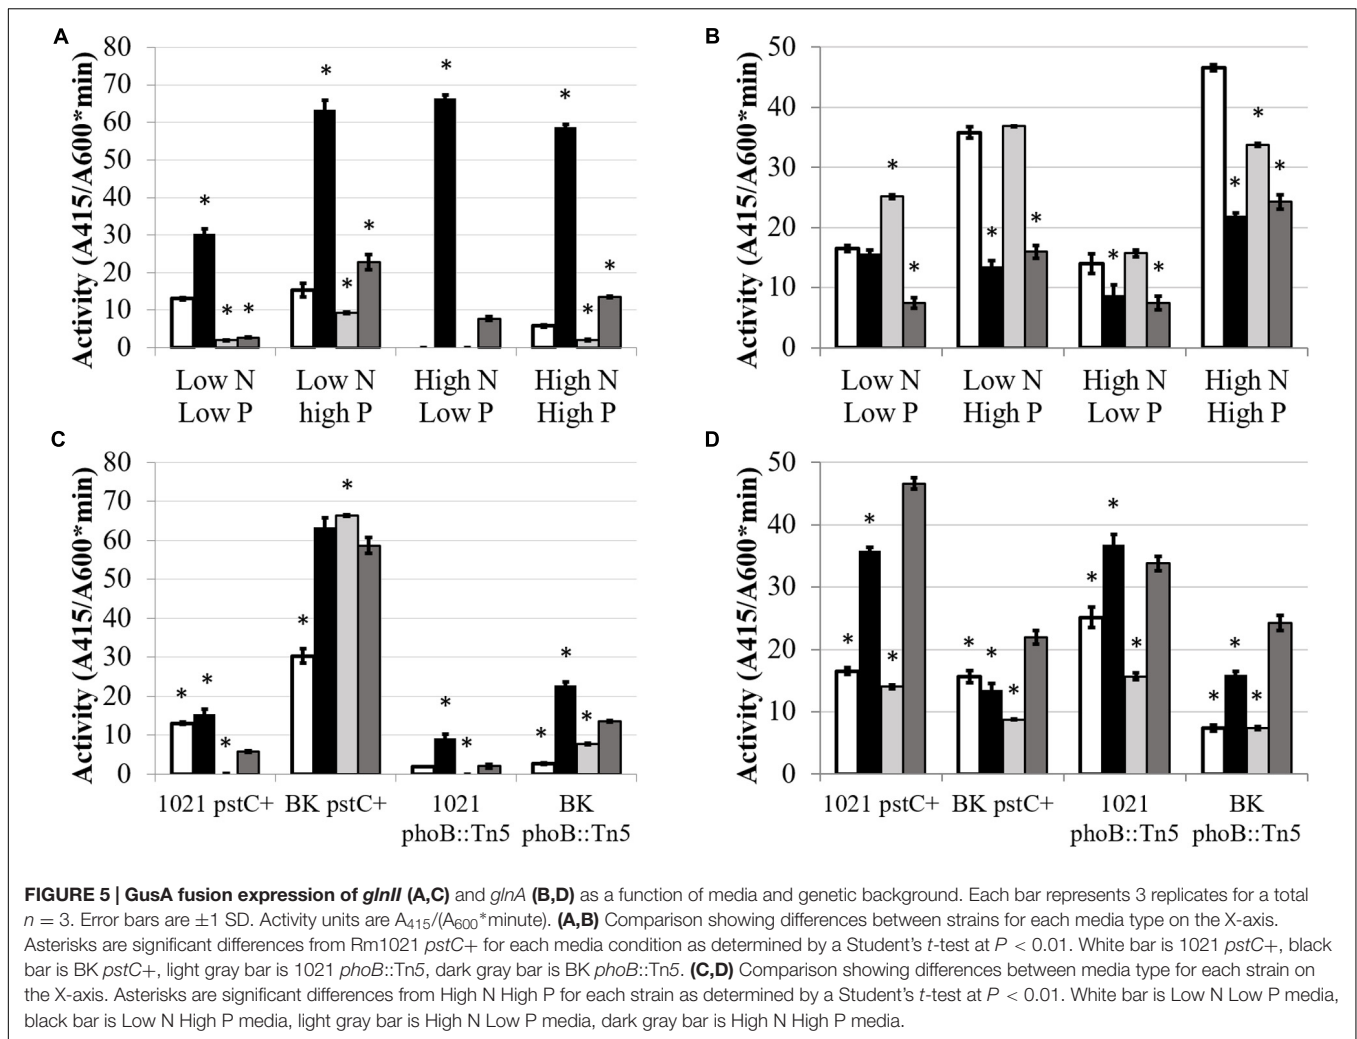 A
B
Activity (A415/A600*min)
80
70
60
50
40
30
20
10
0
* * * * * * * * * *
Low N Low N High N High N
Low P high P Low P High P
Activity (A415/A600*min)
50
40
30
20
10
0
* * * * * * * * *
Low N Low N High N High N
Low P High P Low P High P
C
D
Activity (A415/A600*min)
80
70
60
50
40
30
20
10
0
* * * * * * * * * *
1021 pstC+ BK pstC+ 1021 BK
phoB::Tn5 phoB::Tn5
Activity (A415/A600*min)
50
40
30
20
10
0
* * * * * * * * * * * *
1021 pstC+ BK pstC+ 1021 BK
phoB::Tn5 phoB::Tn5
FIGURE 5 | GusA fusion expression of glnII (A,C) and glnA (B,D) as a function of media and genetic background. Each bar represents 3 replicates for a total
n = 3. Error bars are ±1 SD. Activity units are A415/(A600*minute). (A,B) Comparison showing differences between strains for each media type on the X-axis.
Asterisks are significant differences from Rm1021 pstC+ for each media condition as determined by a Student's t-test at P < 0.01. White bar is 1021 pstC+, black
bar is BK pstC+, light gray bar is 1021 phoB::Tn5, dark gray bar is BK phoB::Tn5. (C,D) Comparison showing differences between media type for each strain on
the X-axis. Asterisks are significant differences from High N High P for each strain as determined by a Student's t-test at P < 0.01. White bar is Low N Low P media,
black bar is Low N High P media, light gray bar is High N Low P media, dark gray bar is High N High P media.